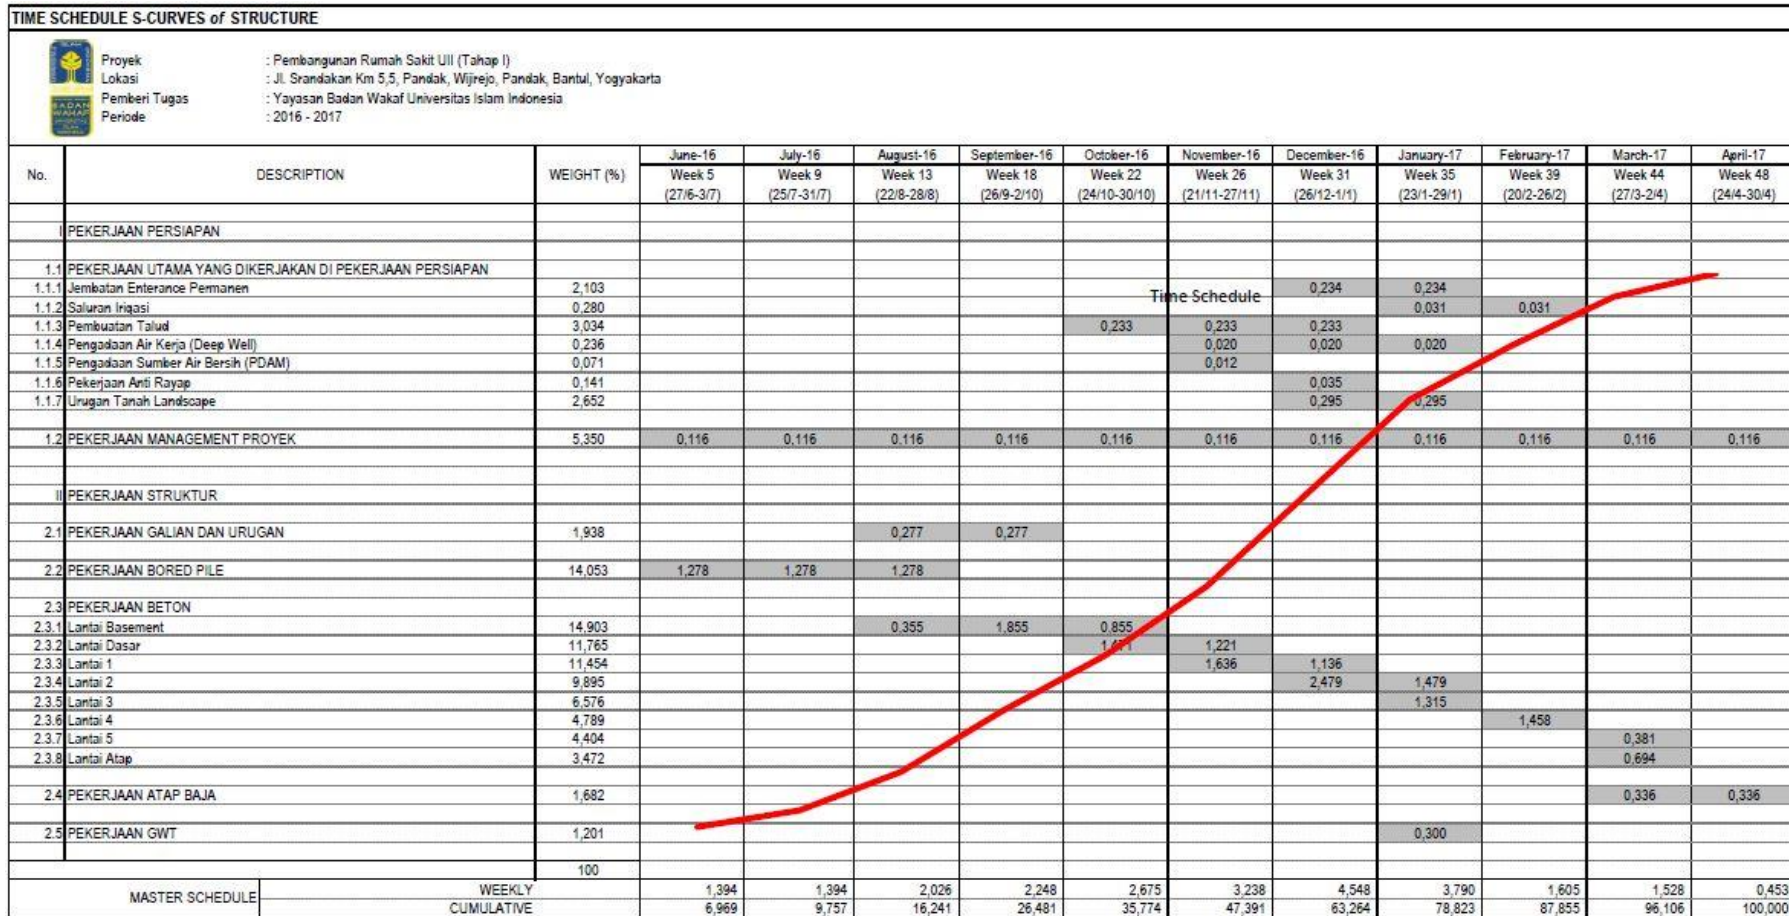 TIME SCHEDULE S-CURVES of STRUCTURE
Proyek : Pembangunan Rumah Sakit UII (Tahap I)
Lokasi : Jl. Srandakan Km 5,5, Pandak, Wijirejo, Pandak, Bantul, Yogyakarta
Pemberi Tugas : Yayasan Badan Wakaf Universitas Islam Indonesia
Periode : 2016 - 2017
BADAN
WAKAF
June-16 July-16 August-16 September-16 October-16 November-16 December-16 January-17 February-17 March-17 April-17
No. DESCRIPTION WEIGHT (%) Week 5 Week 9 Week 13 Week 18 Week 22 Week 26 Week 31 Week 35 Week 39 Week 44 Week 48
(27/6-3/7) (25/7-31/7) (22/8-28/8) (26/9-2/10) (24/10-30/10) (21/11-27/11) (26/12-1/1) (23/1-29/1) (20/2-26/2) (27/3-2/4) (24/4-30/4)
I PEKERJAAN PERSIAPAN
1.1 PEKERJAAN UTAMA YANG DIKERJAKAN DI PEKERJAAN PERSIAPAN
1.1.1 Jembatan Enterance Permanen 2,103 0,234 0,234
Time Schedule
1.1.2 Saluran Irigasi 0,280 0,031 0,031
1.1.3 Pembuatan Talud 3,034 0,233 0,233 0,233
1.1.4 Pengadaan Air Kerja (Deep Well) 0,236 0,020 0,020 0,020
1.1.5 Pengadaan Sumber Air Bersih (PDAM) 0,071 0,012
1.1.6 Pekerjaan Anti Rayap 0,141 0,035
1.1.7 Urugan Tanah Landscape 2,652 0,295 0,295
1.2 PEKERJAAN MANAGEMENT PROYEK 5,350 0,116 0,116 0,116 0,116 0,116 0,116 0,116 0,116 0,116 0,116 0,116
II PEKERJAAN STRUKTUR
2.1 PEKERJAAN GALIAN DAN URUGAN 1,938 0,277 0,277
2.2 PEKERJAAN BORED PILE 14,053 1,278 1,278 1,278
2.3 PEKERJAAN BETON
2.3.1 Lantai Basement 14,903 0,355 1,855 0,855
2.3.2 Lantai Dasar 11,765 1,221
2.3.3 Lantai 1 11,454 1,636 1,136
2.3.4 Lantai 2 9,895 2,479 1,479
2.3.5 Lantai 3 6,576 1,315
2.3.6 Lantai 4 4,789 1,458
2.3.7 Lantai 5 4,404 0,381
2.3.8 Lantai Atap 3,472 0,694
2.4 PEKERJAAN ATAP BAJA 1,682 0,336 0,336
2.5 PEKERJAAN GWT 1,201 0,300
100
MASTER SCHEDULE WEEKLY 1,394 1,394 2,026 2,248 2,675 3,238 4,548 3,790 1,605 1,528 0,453
CUMULATIVE 6,969 9,757 16,241 26,481 35,774 47,391 63,264 78,823 87,855 96,106 100,000